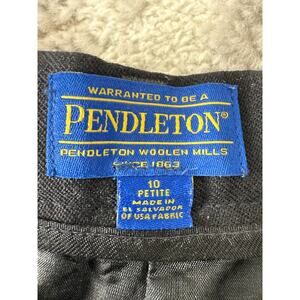 WARRANTED TO BE A
PENDLETON®
PENDLETON WOOLEN MILLS
SINCE 1863
10
PETITE
MADE IN
EL SALVADOR
OF USA FABRIC